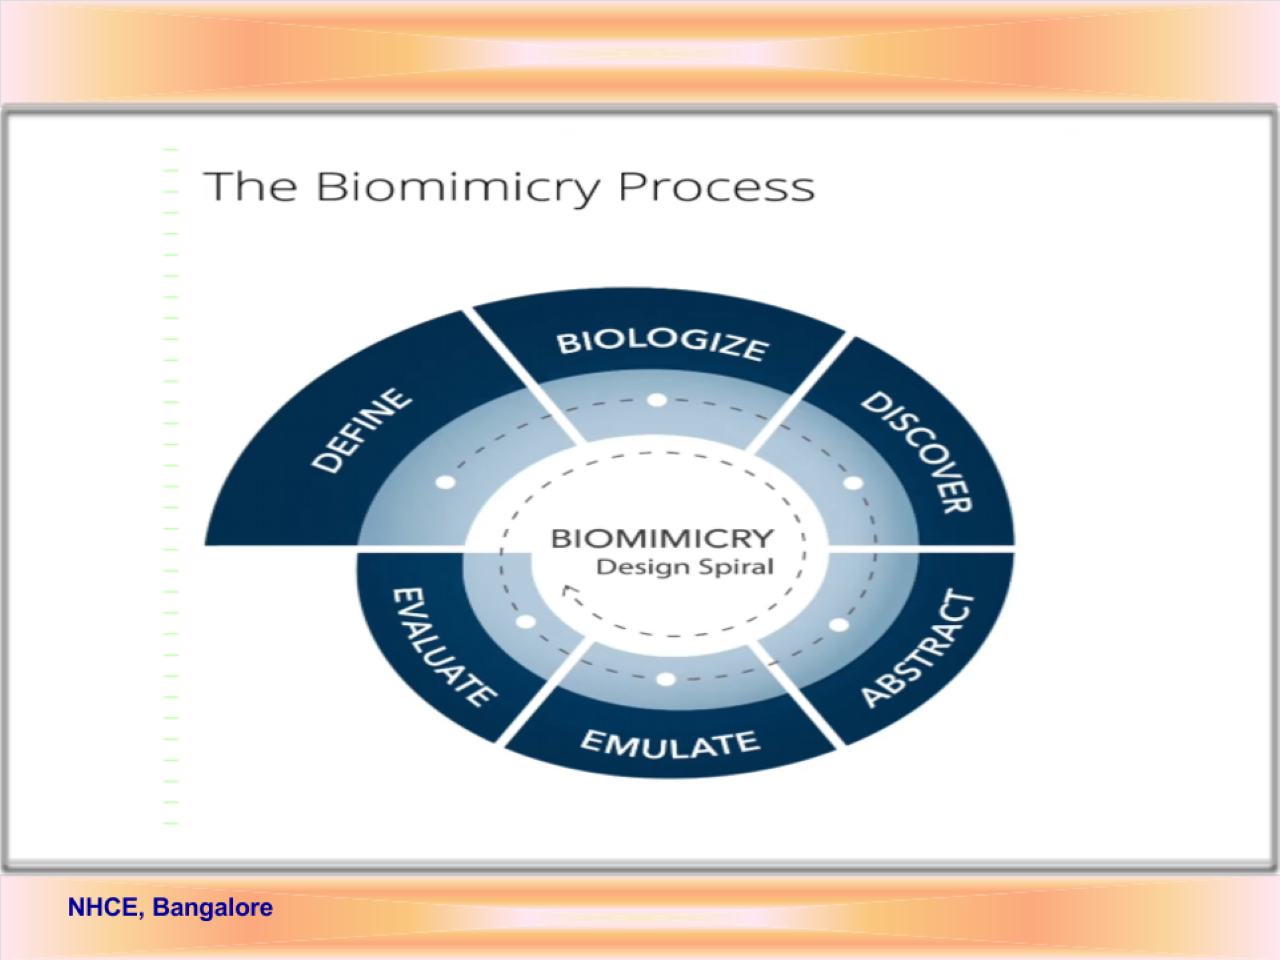 The Biomimicry Process
DEFINE
BIOLOGIZE
DISCOVER
ABSTRACT
EMULATE
EVALUATE
BIOMIMICRY
Design Spiral
NHCE, Bangalore